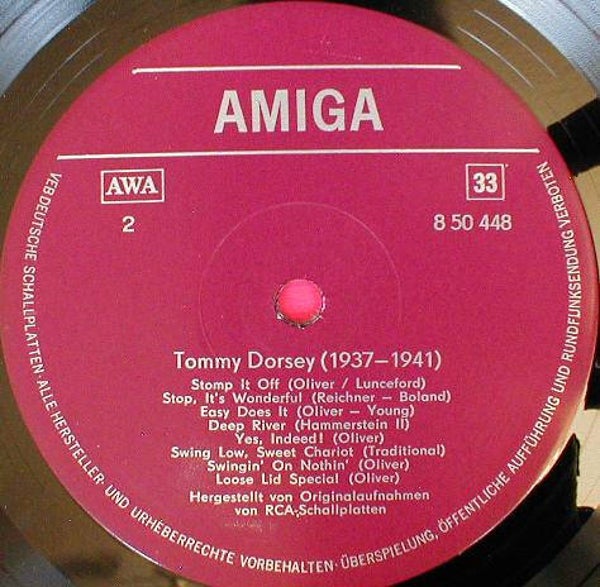 AMIGA
AWA
33
2
8 50 448
Tommy Dorsey (1937–1941)
Stomp It Off (Oliver / Lunceford)
Stop, It's Wonderful (Reichner – Boland)
Easy Does It (Oliver – Young)
Deep River (Hammerstein II)
Yes, Indeed! (Oliver)
Swing Low, Sweet Chariot (Traditional)
Swingin' On Nothin' (Oliver)
Loose Lid Special (Oliver)
Hergestellt von Originalaufnahmen
von RCA-Schallplatten
VEB DEUTSCHE SCHALLPLATTEN · ALLE HERSTELLER- UND URHEBERRECHTE VORBEHALTEN · ÜBERSPIELUNG, ÖFFENTLICHE AUFFÜHRUNG UND RUNDFUNKSENDUNG VERBOTEN